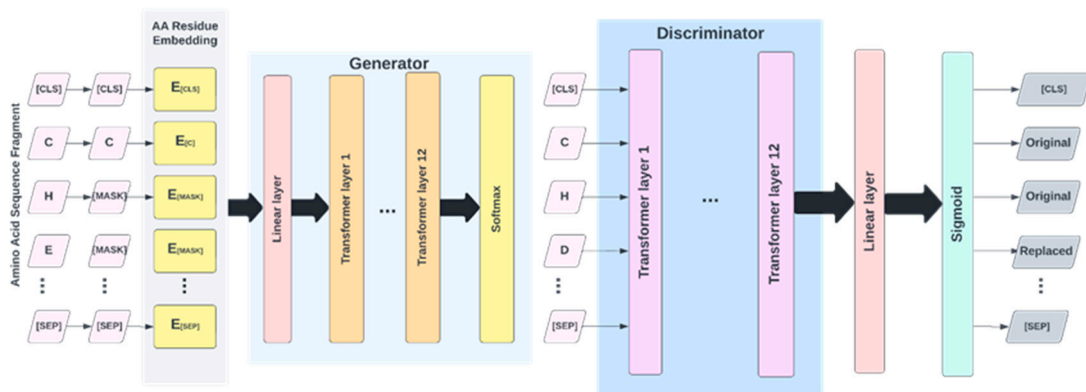 AA Residue
Embedding
Generator
Discriminator
Amino Acid Sequence Fragment
[CLS] [CLS] E[CLS] [CLS] [CLS]
C C E[C] C Original
H [MASK] E[MASK] H Original
E [MASK] E[MASK] D Replaced
⋮ ⋮ ⋮ ⋮ ⋮
[SEP] [SEP] E[SEP] [SEP] [SEP]
Linear layer
Transformer layer 1
...
Transformer layer 12
Softmax
Transformer layer 1
...
Transformer layer 12
Linear layer
Sigmoid